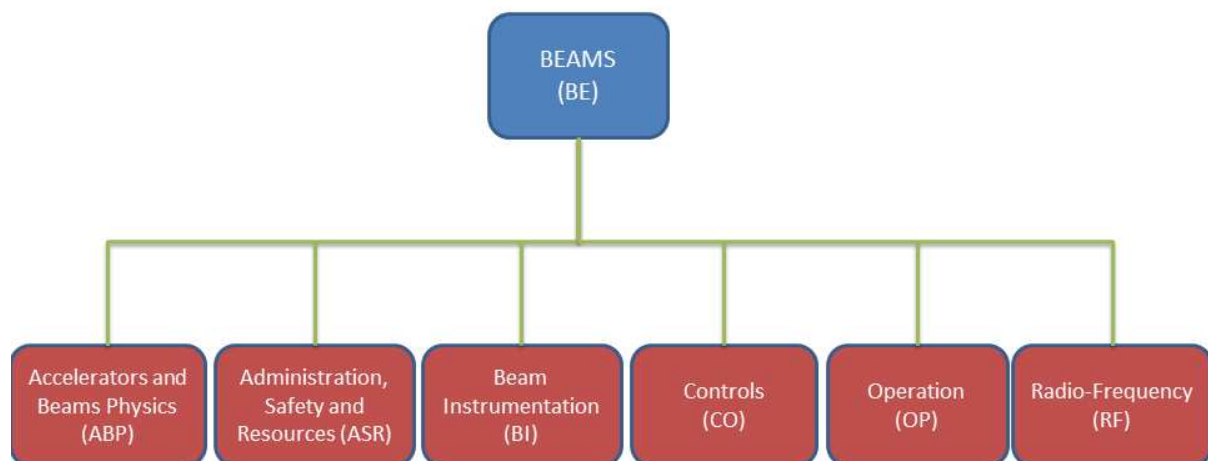 BEAMS
(BE)
Accelerators and
Beams Physics
(ABP)
Administration,
Safety and
Resources (ASR)
Beam
Instrumentation
(BI)
Controls
(CO)
Operation
(OP)
Radio-Frequency
(RF)